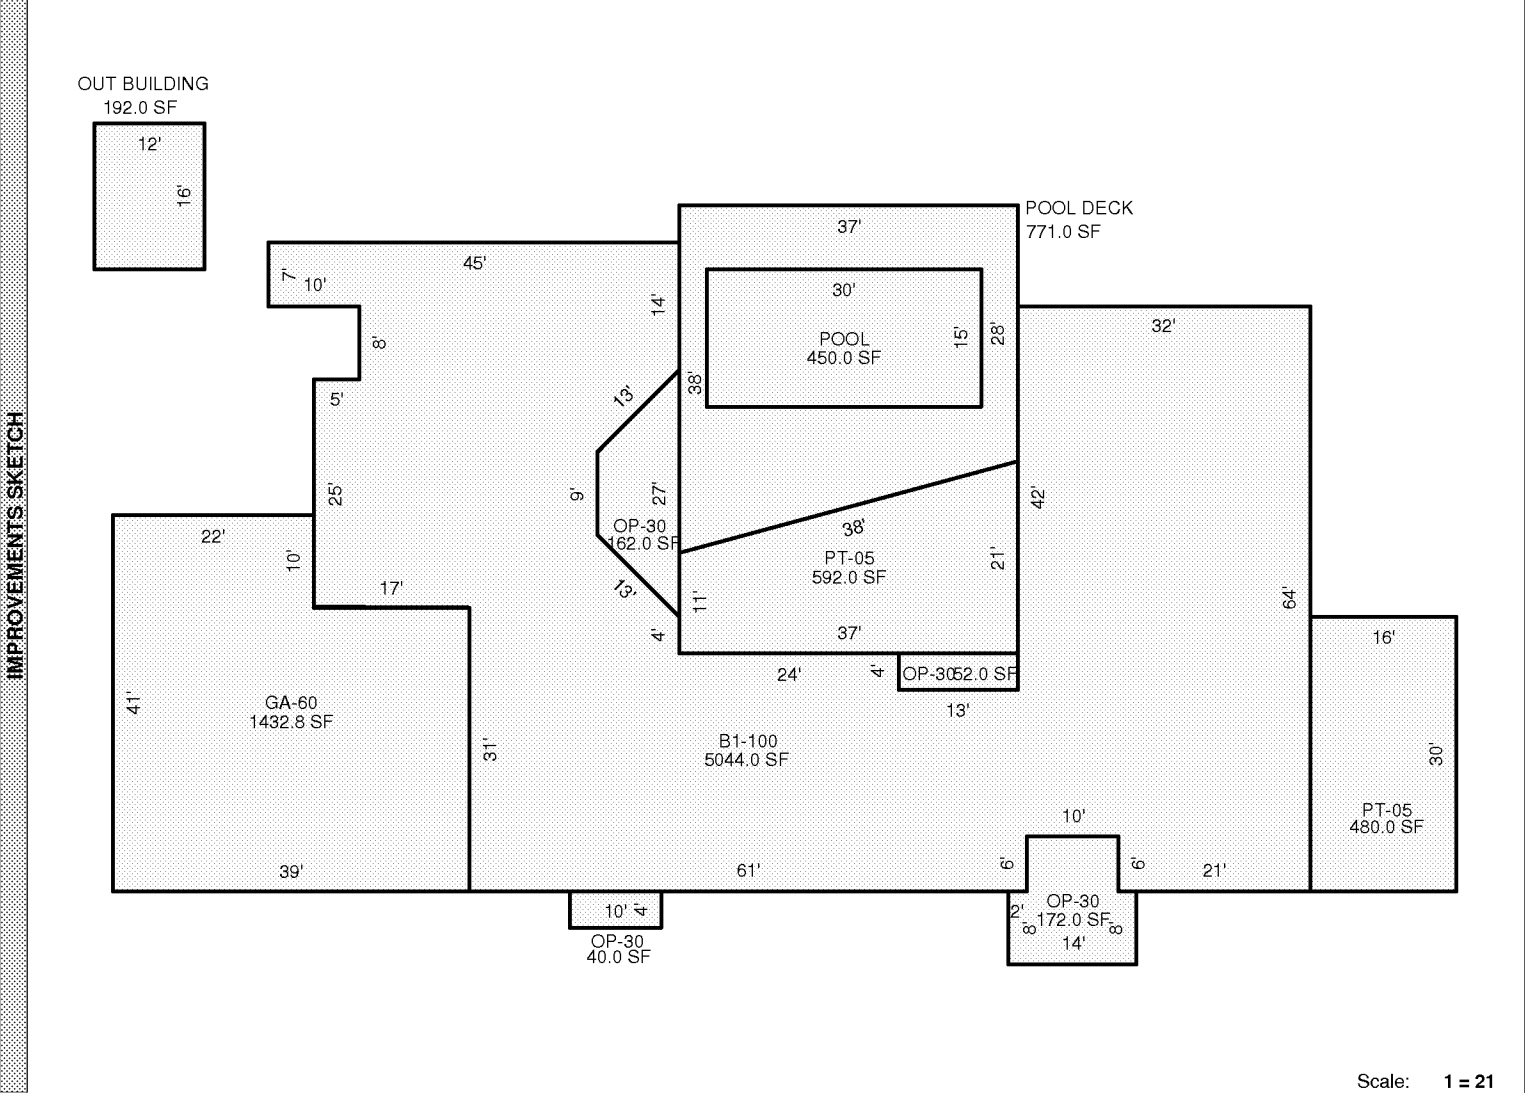 IMPROVEMENTS SKETCH
OUT BUILDING
192.0 SF
12'
16'
POOL DECK
771.0 SF
37'
45'
7'
10'
14'
30'
POOL
450.0 SF
15'
28'
32'
8'
5'
13'
38'
25'
9'
27'
42'
22'
10'
OP-30
162.0 SF
38'
PT-05
592.0 SF
21'
17'
13'
11'
64'
4'
37'
16'
24'
4'
OP-30
52.0 SF
13'
41'
GA-60
1432.8 SF
31'
B1-100
5044.0 SF
30'
PT-05
480.0 SF
10'
6'
6'
39'
61'
21'
10'
4'
OP-30
40.0 SF
2'
OP-30
172.0 SF
8'
8'
14'
Scale: 1 = 21